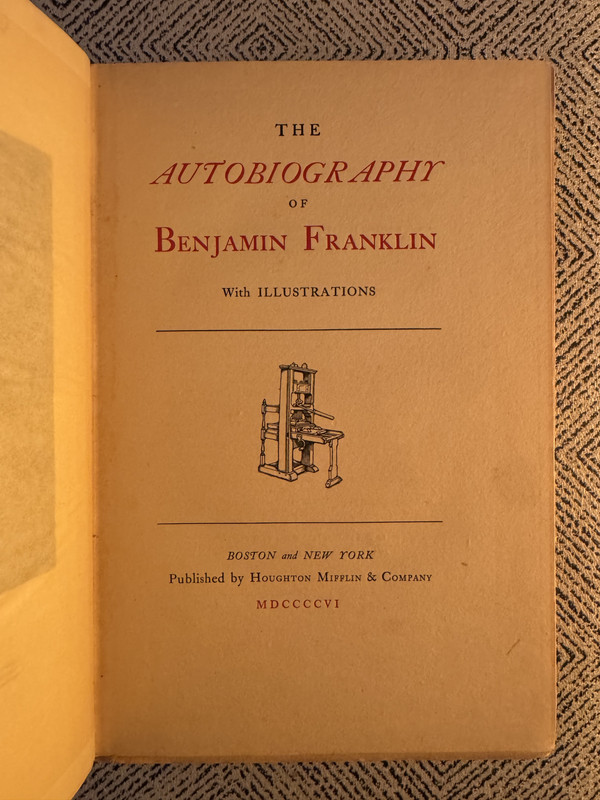 THE
AUTOBIOGRAPHY
OF
BENJAMIN FRANKLIN
With ILLUSTRATIONS
BOSTON and NEW YORK
Published by HOUGHTON MIFFLIN & COMPANY
MDCCCCVI